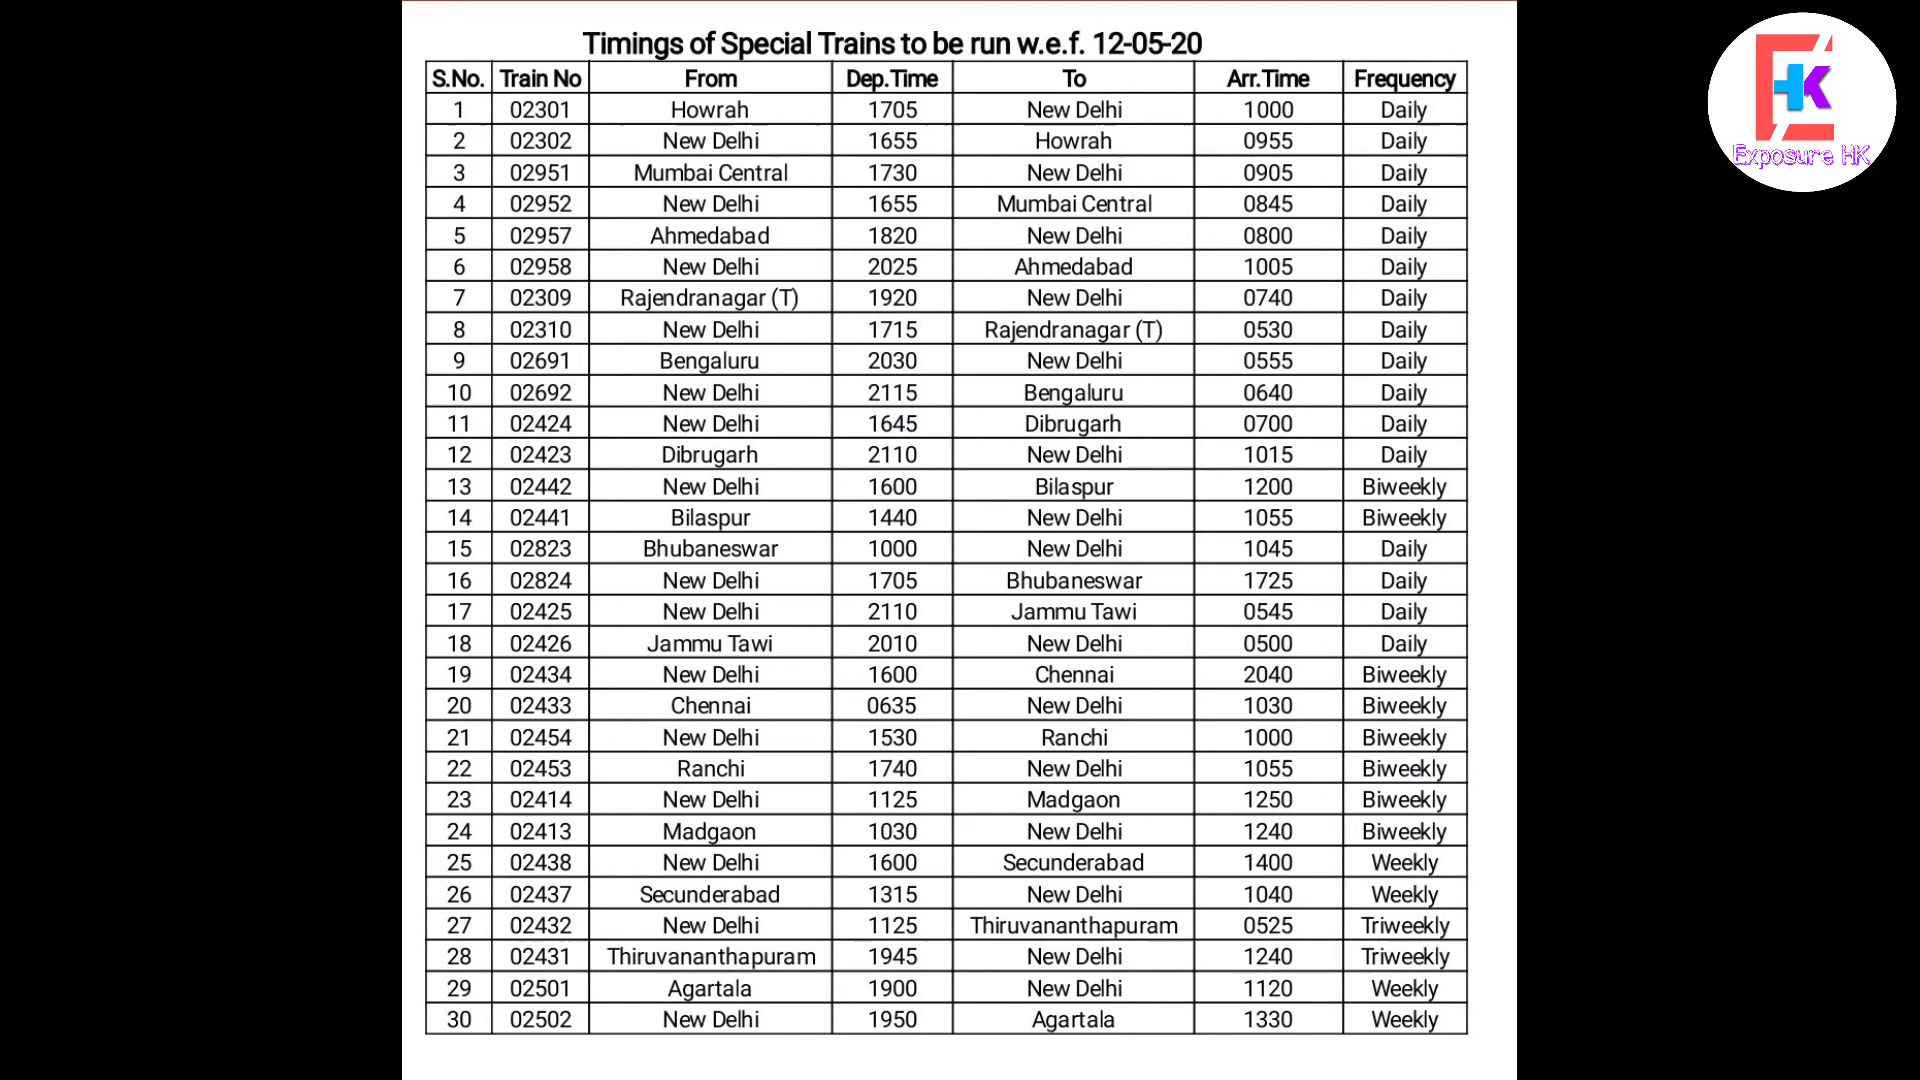 Timings of Special Trains to be run w.e.f. 12-05-20
S.No. Train No From Dep.Time To Arr.Time Frequency
1 02301 Howrah 1705 New Delhi 1000 Daily
2 02302 New Delhi 1655 Howrah 0955 Daily
3 02951 Mumbai Central 1730 New Delhi 0905 Daily
4 02952 New Delhi 1655 Mumbai Central 0845 Daily
5 02957 Ahmedabad 1820 New Delhi 0800 Daily
6 02958 New Delhi 2025 Ahmedabad 1005 Daily
7 02309 Rajendranagar (T) 1920 New Delhi 0740 Daily
8 02310 New Delhi 1715 Rajendranagar (T) 0530 Daily
9 02691 Bengaluru 2030 New Delhi 0555 Daily
10 02692 New Delhi 2115 Bengaluru 0640 Daily
11 02424 New Delhi 1645 Dibrugarh 0700 Daily
12 02423 Dibrugarh 2110 New Delhi 1015 Daily
13 02442 New Delhi 1600 Bilaspur 1200 Biweekly
14 02441 Bilaspur 1440 New Delhi 1055 Biweekly
15 02823 Bhubaneswar 1000 New Delhi 1045 Daily
16 02824 New Delhi 1705 Bhubaneswar 1725 Daily
17 02425 New Delhi 2110 Jammu Tawi 0545 Daily
18 02426 Jammu Tawi 2010 New Delhi 0500 Daily
19 02434 New Delhi 1600 Chennai 2040 Biweekly
20 02433 Chennai 0635 New Delhi 1030 Biweekly
21 02454 New Delhi 1530 Ranchi 1000 Biweekly
22 02453 Ranchi 1740 New Delhi 1055 Biweekly
23 02414 New Delhi 1125 Madgaon 1250 Biweekly
24 02413 Madgaon 1030 New Delhi 1240 Biweekly
25 02438 New Delhi 1600 Secunderabad 1400 Weekly
26 02437 Secunderabad 1315 New Delhi 1040 Weekly
27 02432 New Delhi 1125 Thiruvananthapuram 0525 Triweekly
28 02431 Thiruvananthapuram 1945 New Delhi 1240 Triweekly
29 02501 Agartala 1900 New Delhi 1120 Weekly
30 02502 New Delhi 1950 Agartala 1330 Weekly
EHK
Exposure HK